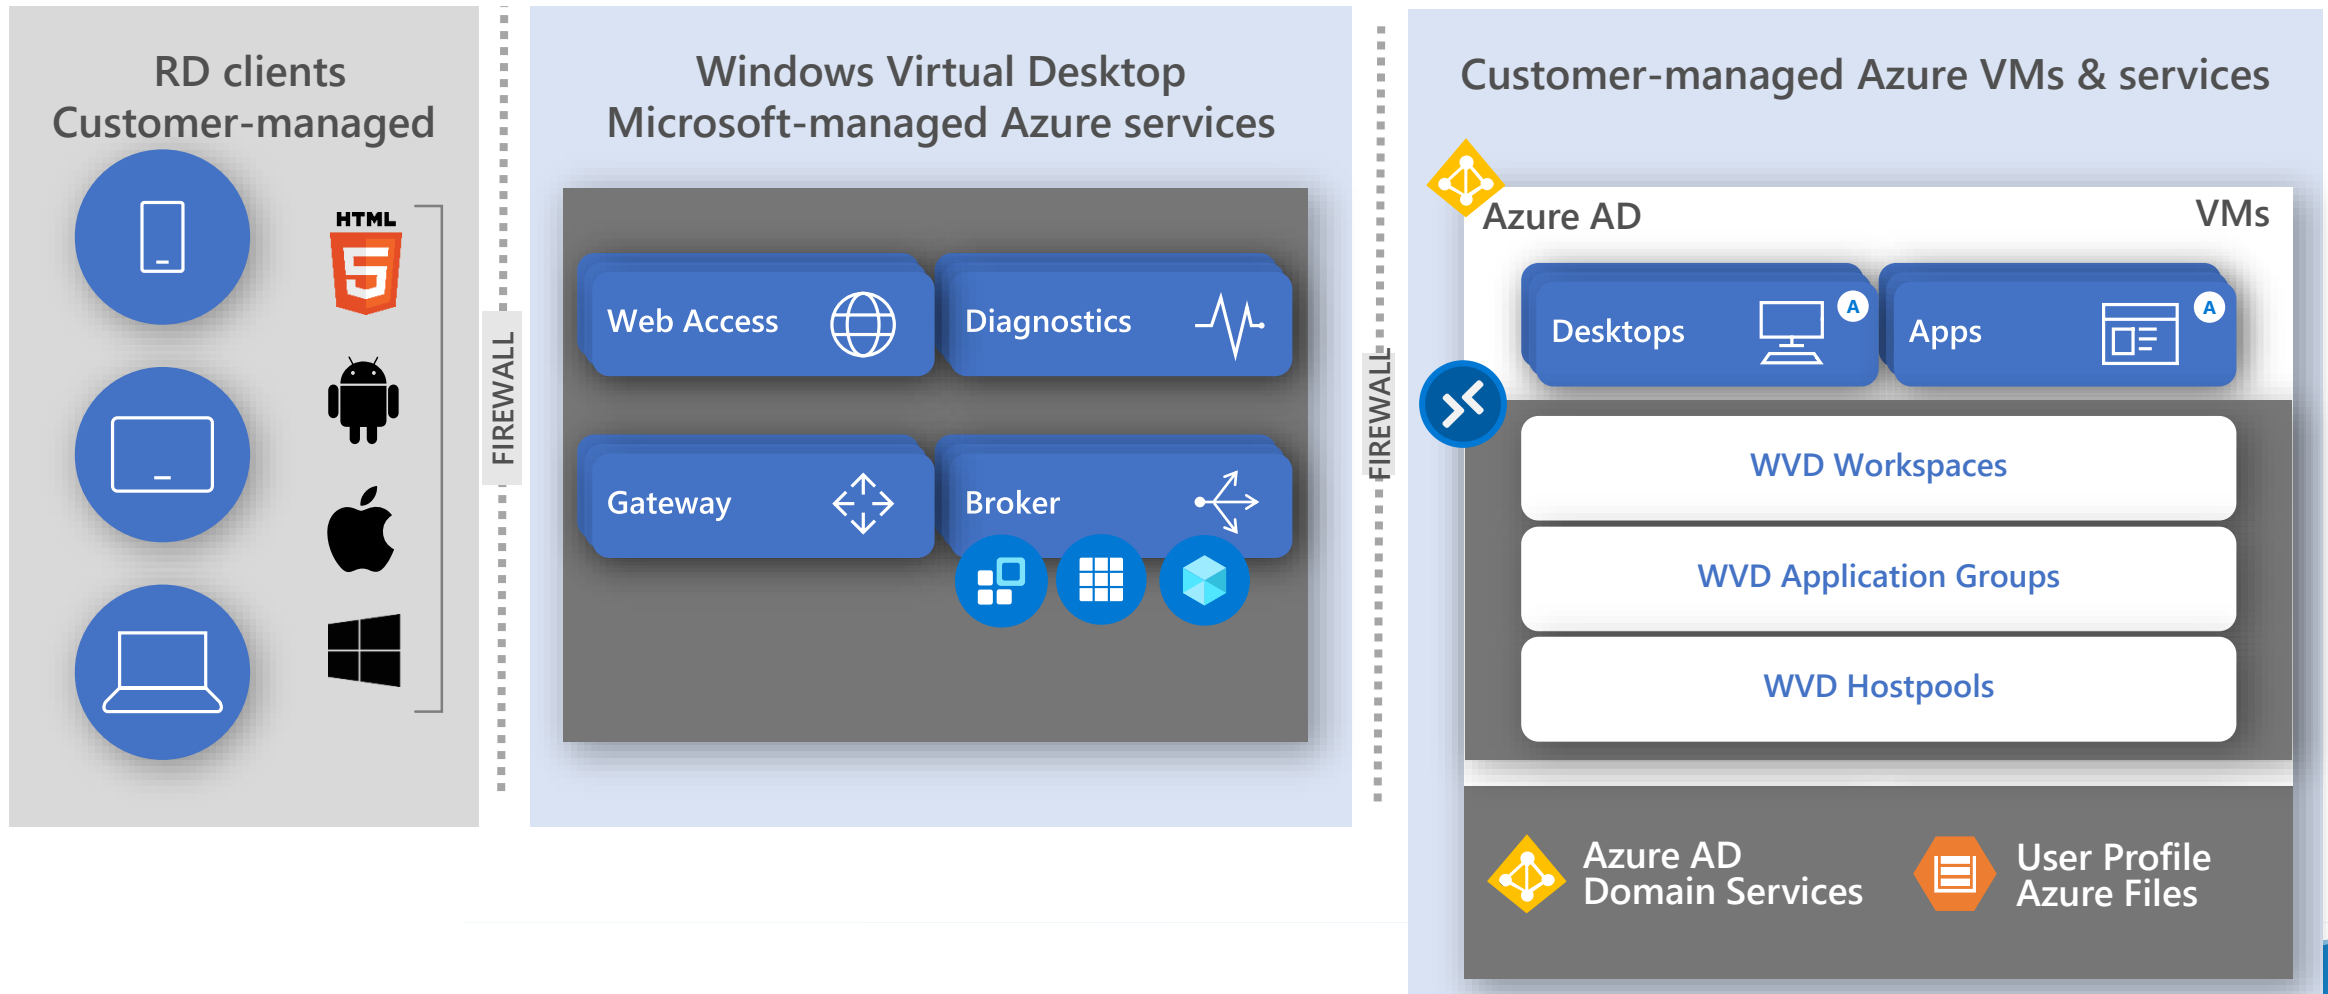 RD clients
Customer-managed
HTML
5
FIREWALL
Windows Virtual Desktop
Microsoft-managed Azure services
Web Access
Diagnostics
Gateway
Broker
FIREWALL
Customer-managed Azure VMs & services
Azure AD
VMs
Desktops
A
Apps
A
WVD Workspaces
WVD Application Groups
WVD Hostpools
Azure AD
Domain Services
User Profile
Azure Files